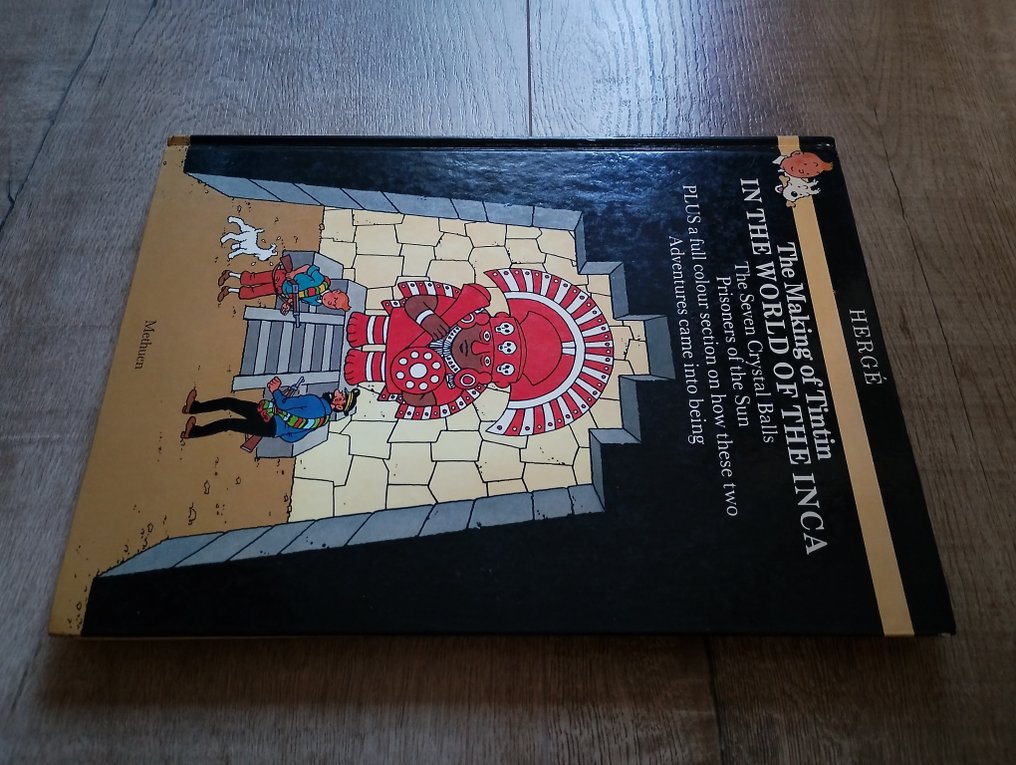 HERGÉ
The Making of Tintin
IN THE WORLD OF THE INCA
The Seven Crystal Balls
Prisoners of the Sun
PLUS a full colour section on how these two
Adventures came into being
Methuen